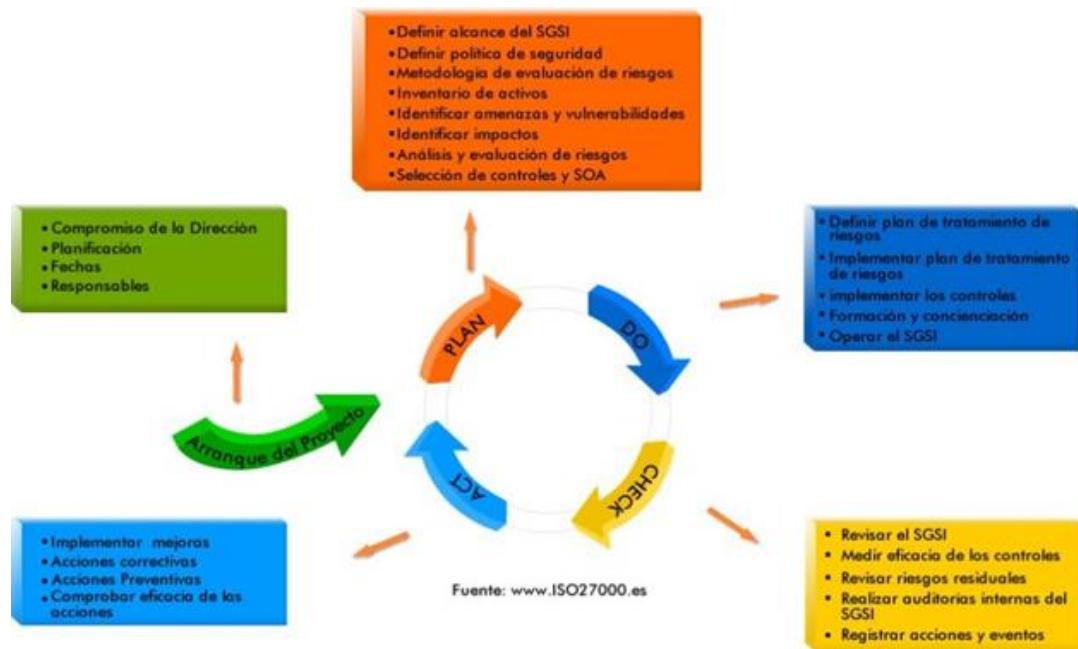 • Definir alcance del SGSI
• Definir política de seguridad
• Metodología de evaluación de riesgos
• Inventario de activos
• Identificar amenazas y vulnerabilidades
• Identificar impactos
• Análisis y evaluación de riesgos
• Selección de controles y SOA
• Compromiso de la Dirección
• Planificación
• Fechas
• Responsables
• Definir plan de tratamiento de
riesgos
• Implementar plan de tratamiento
de riesgos
• implementar los controles
• Formación y concienciación
• Operar el SGSI
PLAN
DO
Arranque del Proyecto
ACT
CHECK
• Implementar mejoras
• Acciones correctivas
• Acciones Preventivas
• Comprobar eficacia de las
acciones
• Revisar el SGSI
• Medir eficacia de los controles
• Revisar riesgos residuales
• Realizar auditorias internas del
SGSI
• Registrar acciones y eventos
Fuente: www.ISO27000.es